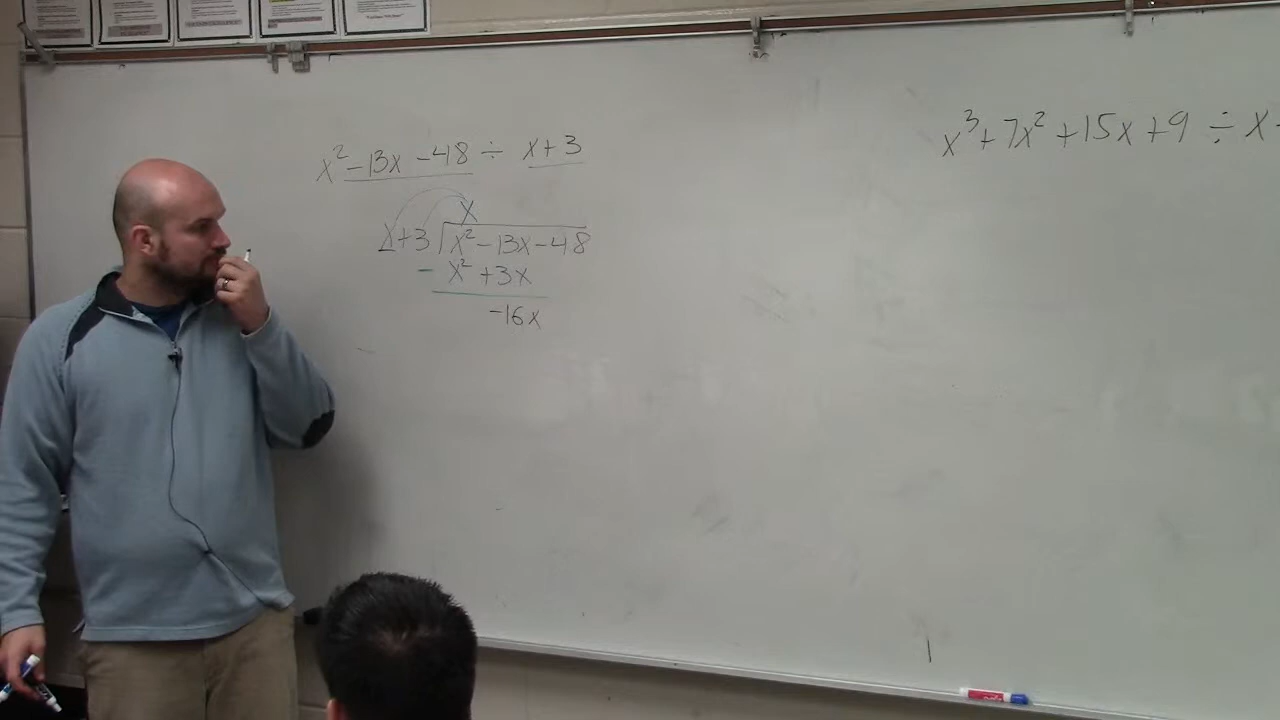 x² -13x -48 ÷ x+3
x
x+3 x² -13x -48
- x² +3x
-16x
x³ + 7x² + 15x + 9 ÷ x